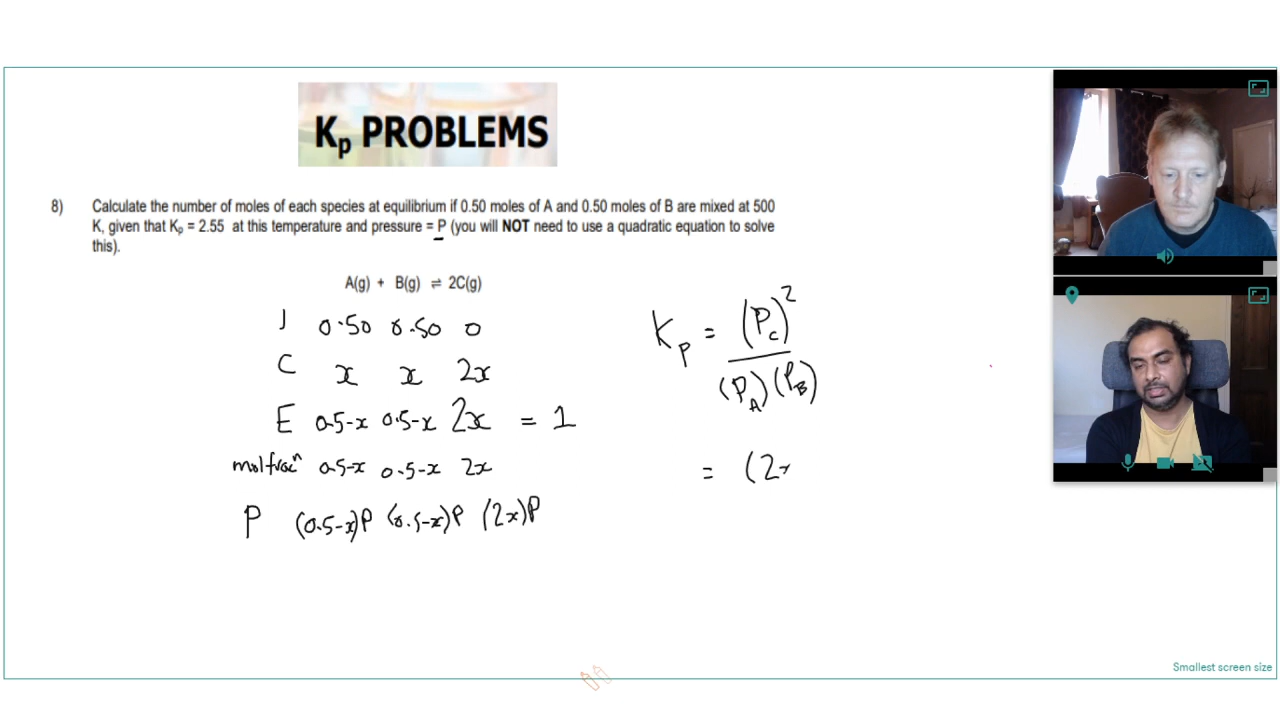 Kp PROBLEMS
8) Calculate the number of moles of each species at equilibrium if 0.50 moles of A and 0.50 moles of B are mixed at 500
K, given that Kp = 2.55 at this temperature and pressure = P (you will NOT need to use a quadratic equation to solve
this).
A(g) + B(g) ⇌ 2C(g)
I 0.50 0.50 0
C x x 2x
E 0.5-x 0.5-x 2x = 1
mol fracⁿ 0.5-x 0.5-x 2x
P (0.5-x)P (0.5-x)P (2x)P
Kp = (Pc)²
(PA)(PB)
= (2x
Smallest screen size